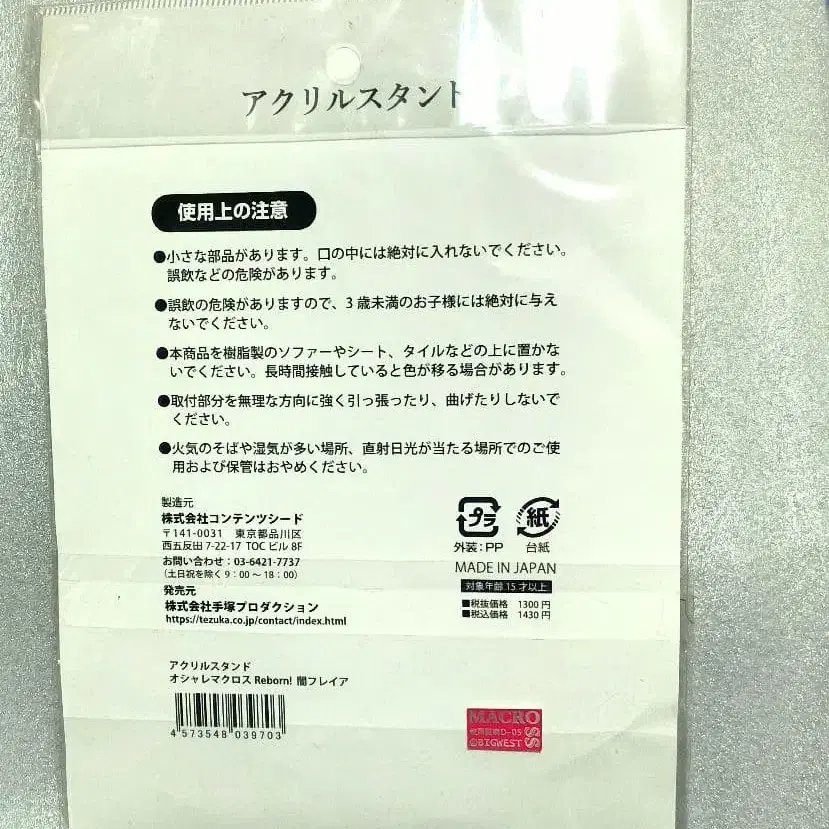 アクリルスタンド
使用上の注意
●小さな部品があります。口の中には絶対に入れないでください。
誤飲などの危険があります。
●誤飲の危険がありますので、3歳未満のお子様には絶対に与え
ないでください。
●本商品を樹脂製のソファーやシート、タイルなどの上に置かな
いでください。長時間接触していると色が移る場合があります。
●取付部分を無理な方向に強く引っ張ったり、曲げたりしないで
ください。
●火気のそばや湿気が多い場所、直射日光が当たる場所でのご使
用および保管はおやめください。
製造元
株式会社コンテンツシード
〒141-0031 東京都品川区
西五反田 7-22-17 TOC ビル 8F
お問い合わせ:03-6421-7737
(土日祝を除く 9:00 ~ 18:00)
発売元
株式会社手塚プロダクション
https://tezuka.co.jp/contact/index.html
プラ
紙
外装:PP 台紙
MADE IN JAPAN
対象年齢 15 才以上
■税抜価格 1300 円
■税込価格 1430 円
アクリルスタンド
オシャレマクロス Reborn! 闇フレイア
4 573548 039703
MACROSS
©BIGWEST